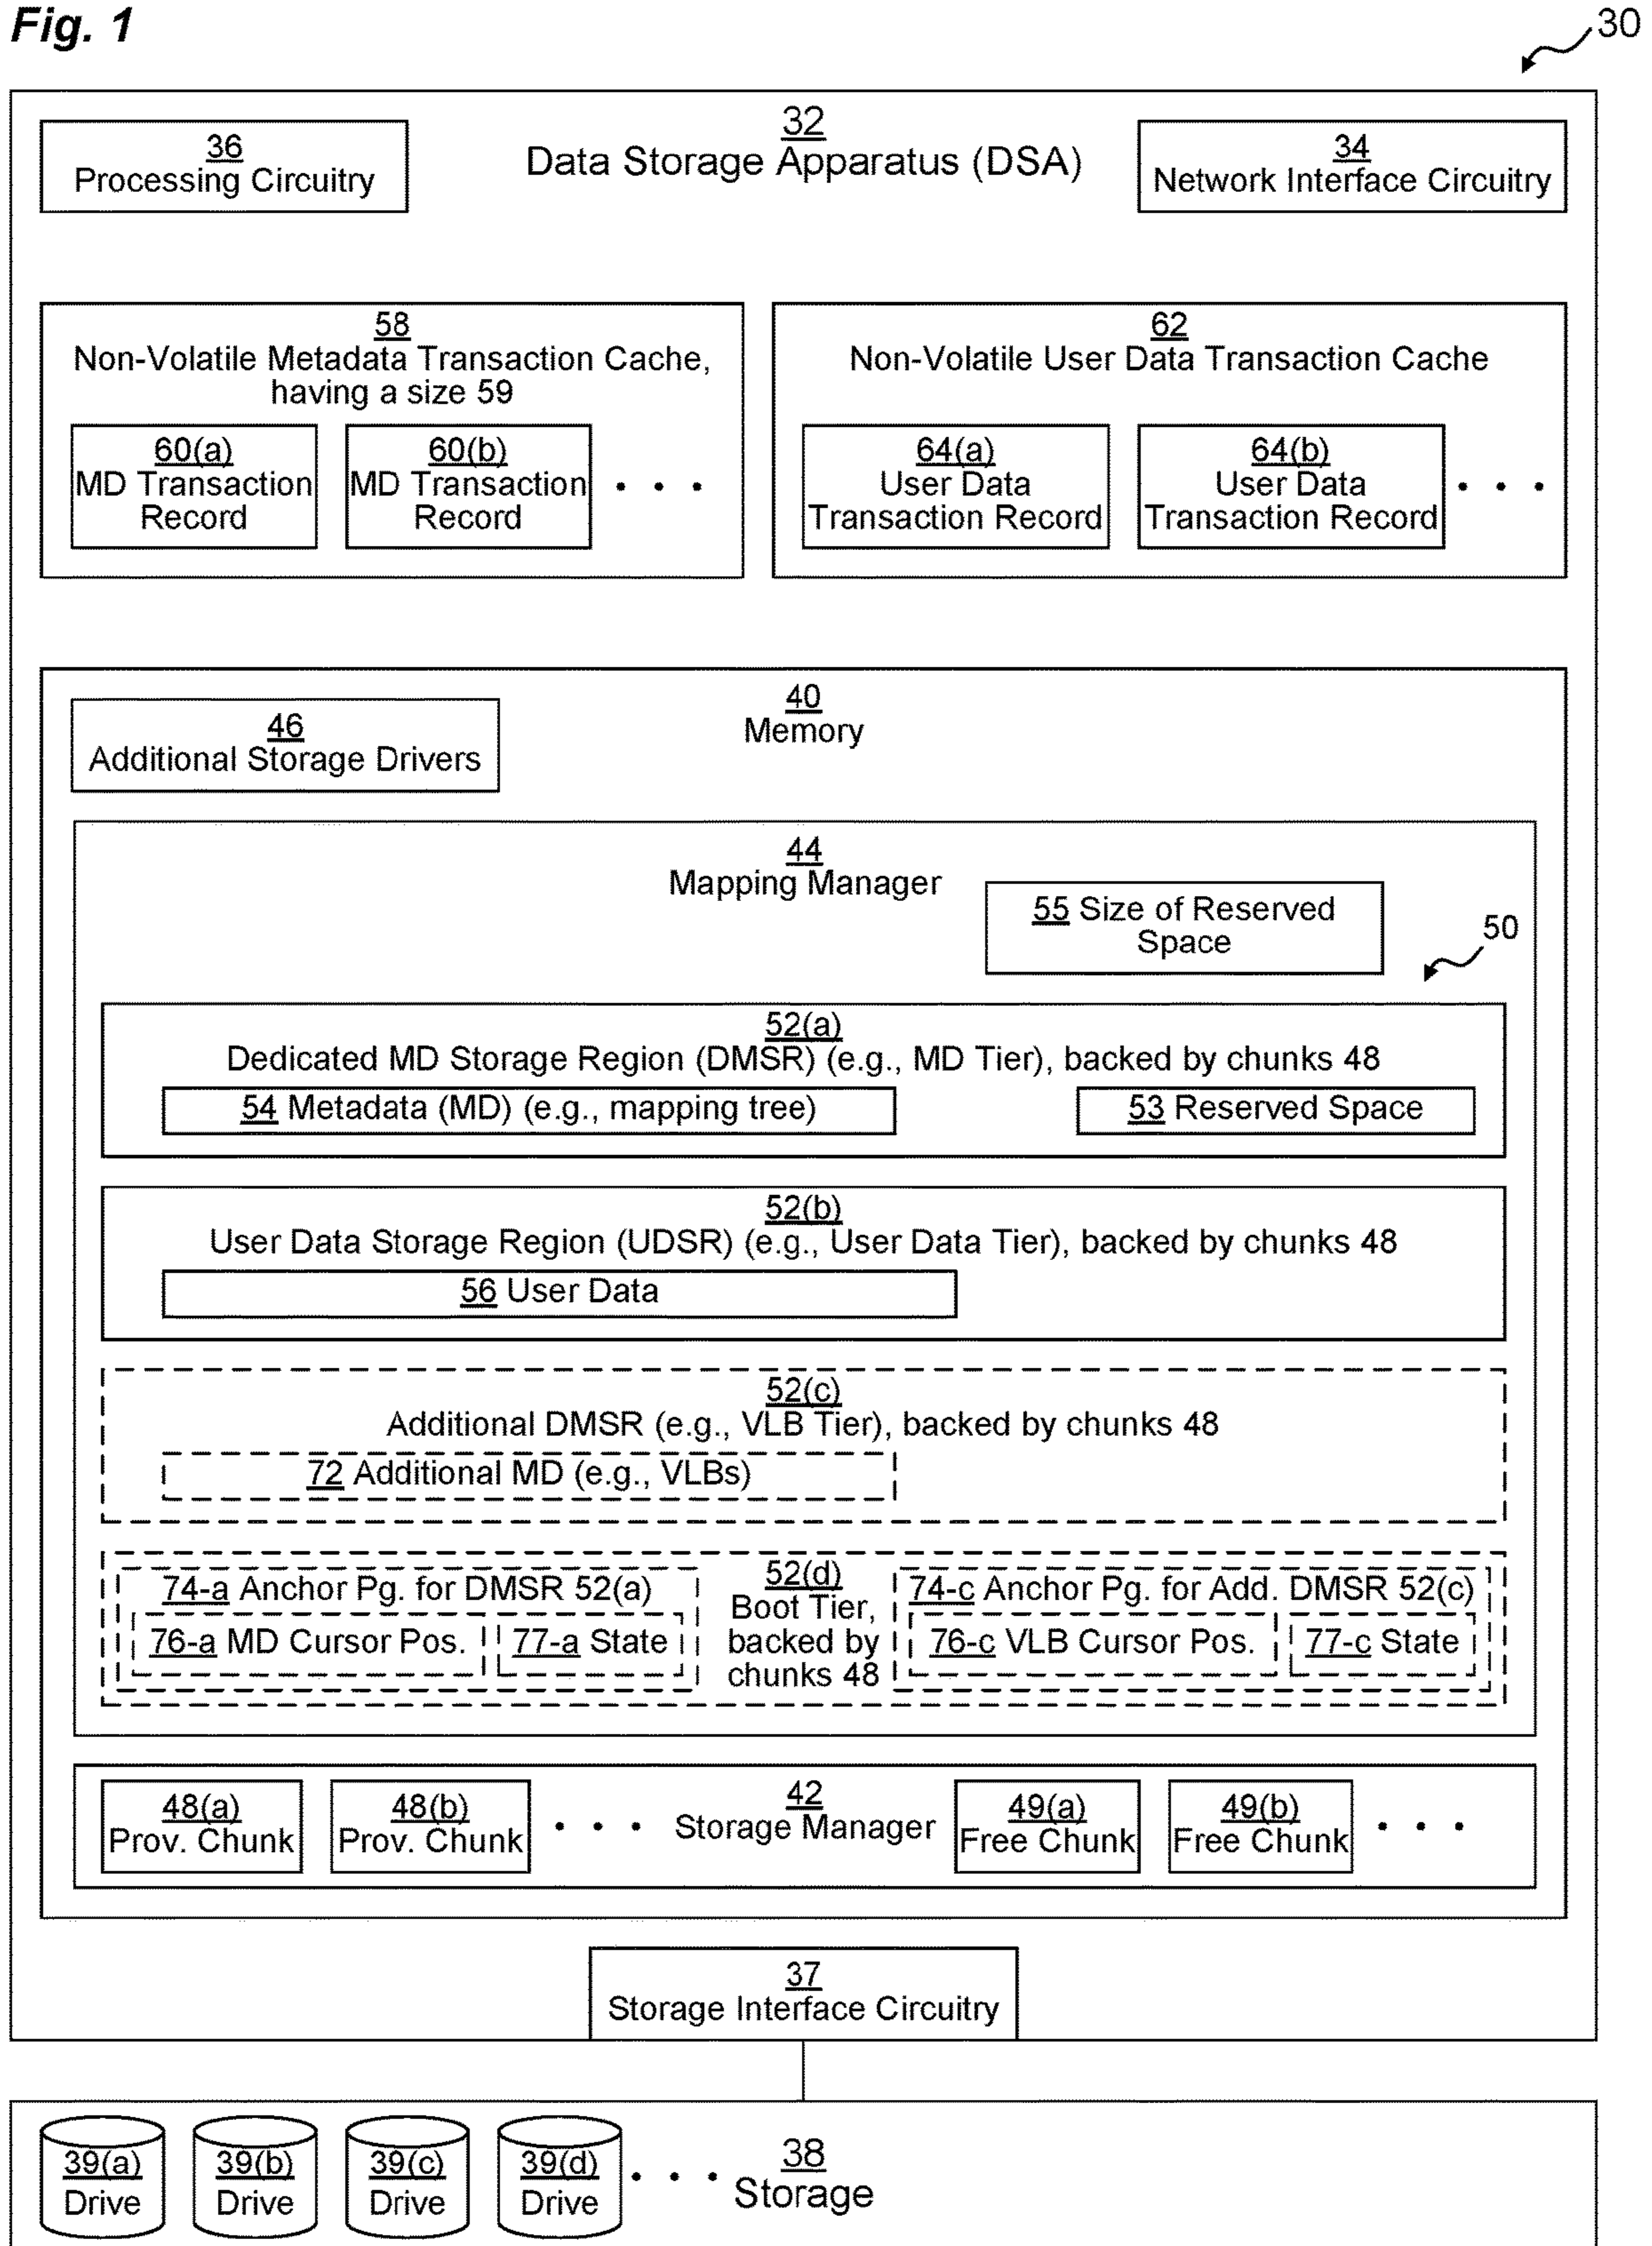 Fig. 1
30
32
Data Storage Apparatus (DSA)
36
Processing Circuitry
34
Network Interface Circuitry
58
Non-Volatile Metadata Transaction Cache,
having a size 59
60(a)
MD Transaction
Record
60(b)
MD Transaction
Record
. . .
62
Non-Volatile User Data Transaction Cache
64(a)
User Data
Transaction Record
64(b)
User Data
Transaction Record
. . .
40
Memory
46
Additional Storage Drivers
44
Mapping Manager
55 Size of Reserved
Space
50
52(a)
Dedicated MD Storage Region (DMSR) (e.g., MD Tier), backed by chunks 48
54 Metadata (MD) (e.g., mapping tree)
53 Reserved Space
52(b)
User Data Storage Region (UDSR) (e.g., User Data Tier), backed by chunks 48
56 User Data
52(c)
Additional DMSR (e.g., VLB Tier), backed by chunks 48
72 Additional MD (e.g., VLBs)
74-a Anchor Pg. for DMSR 52(a)
76-a MD Cursor Pos.
77-a State
52(d)
Boot Tier,
backed by
chunks 48
74-c Anchor Pg. for Add. DMSR 52(c)
76-c VLB Cursor Pos.
77-c State
48(a)
Prov. Chunk
48(b)
Prov. Chunk
. . .
42
Storage Manager
49(a)
Free Chunk
49(b)
Free Chunk
. . .
37
Storage Interface Circuitry
39(a)
Drive
39(b)
Drive
39(c)
Drive
39(d)
Drive
. . .
38
Storage